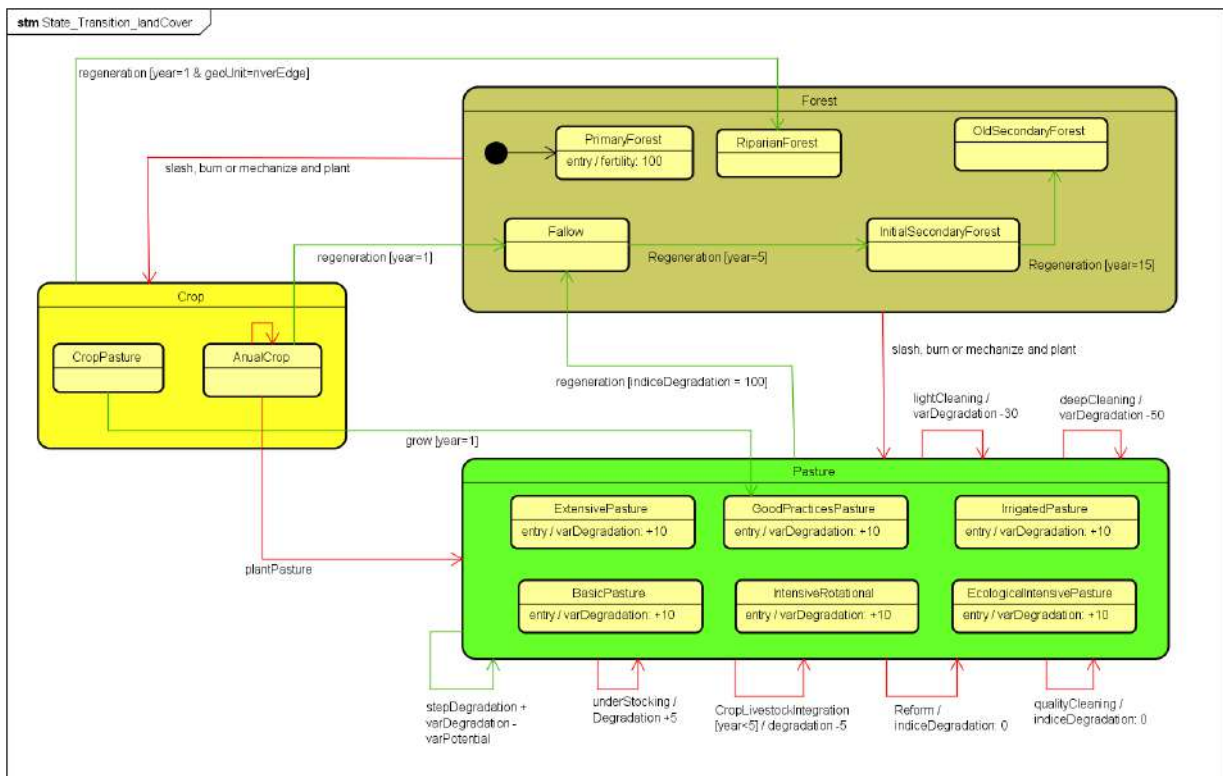 stm State_Transition_landCover
regeneration [year=1 & geoUnit=riverEdge]
Forest
PrimaryForest
entry / fertility: 100
RiparianForest
OldSecondaryForest
slash, burn or mechanize and plant
Fallow
InitialSecondaryForest
regeneration [year=1]
Regeneration [year=5]
Regeneration [year=15]
Crop
CropPasture
AnualCrop
slash, burn or mechanize and plant
regeneration [indiceDegradation = 100]
lightCleaning /
varDegradation -30
deepCleaning /
varDegradation -50
grow [year=1]
Pasture
ExtensivePasture
entry / varDegradation: +10
GoodPracticesPasture
entry / varDegradation: +10
IrrigatedPasture
entry / varDegradation: +10
plantPasture
BasicPasture
entry / varDegradation: +10
IntensiveRotational
entry / varDegradation: +10
EcologicalIntensivePasture
entry / varDegradation: +10
stepDegradation +
varDegradation -
varPotential
underStocking /
Degradation +5
CropLivestockIntegration
[year<5] / degradation -5
Reform /
indiceDegradation: 0
qualityCleaning /
indiceDegradation: 0